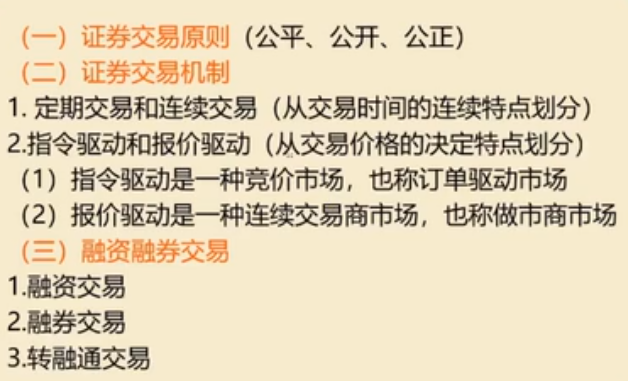 （一）证券交易原则（公平、公开、公正）
（二）证券交易机制
1. 定期交易和连续交易（从交易时间的连续特点划分）
2.指令驱动和报价驱动（从交易价格的决定特点划分）
（1）指令驱动是一种竞价市场，也称订单驱动市场
（2）报价驱动是一种连续交易商市场，也称做市商市场
（三）融资融券交易
1.融资交易
2.融券交易
3.转融通交易